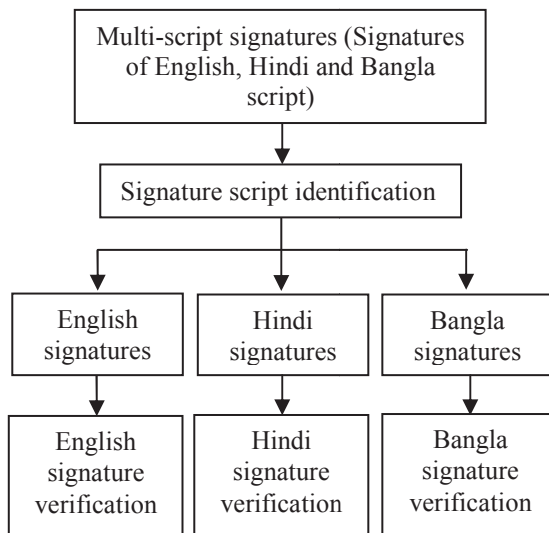 Multi-script signatures (Signatures
of English, Hindi and Bangla
script)
Signature script identification
English
signatures
Hindi
signatures
Bangla
signatures
English
signature
verification
Hindi
signature
verification
Bangla
signature
verification